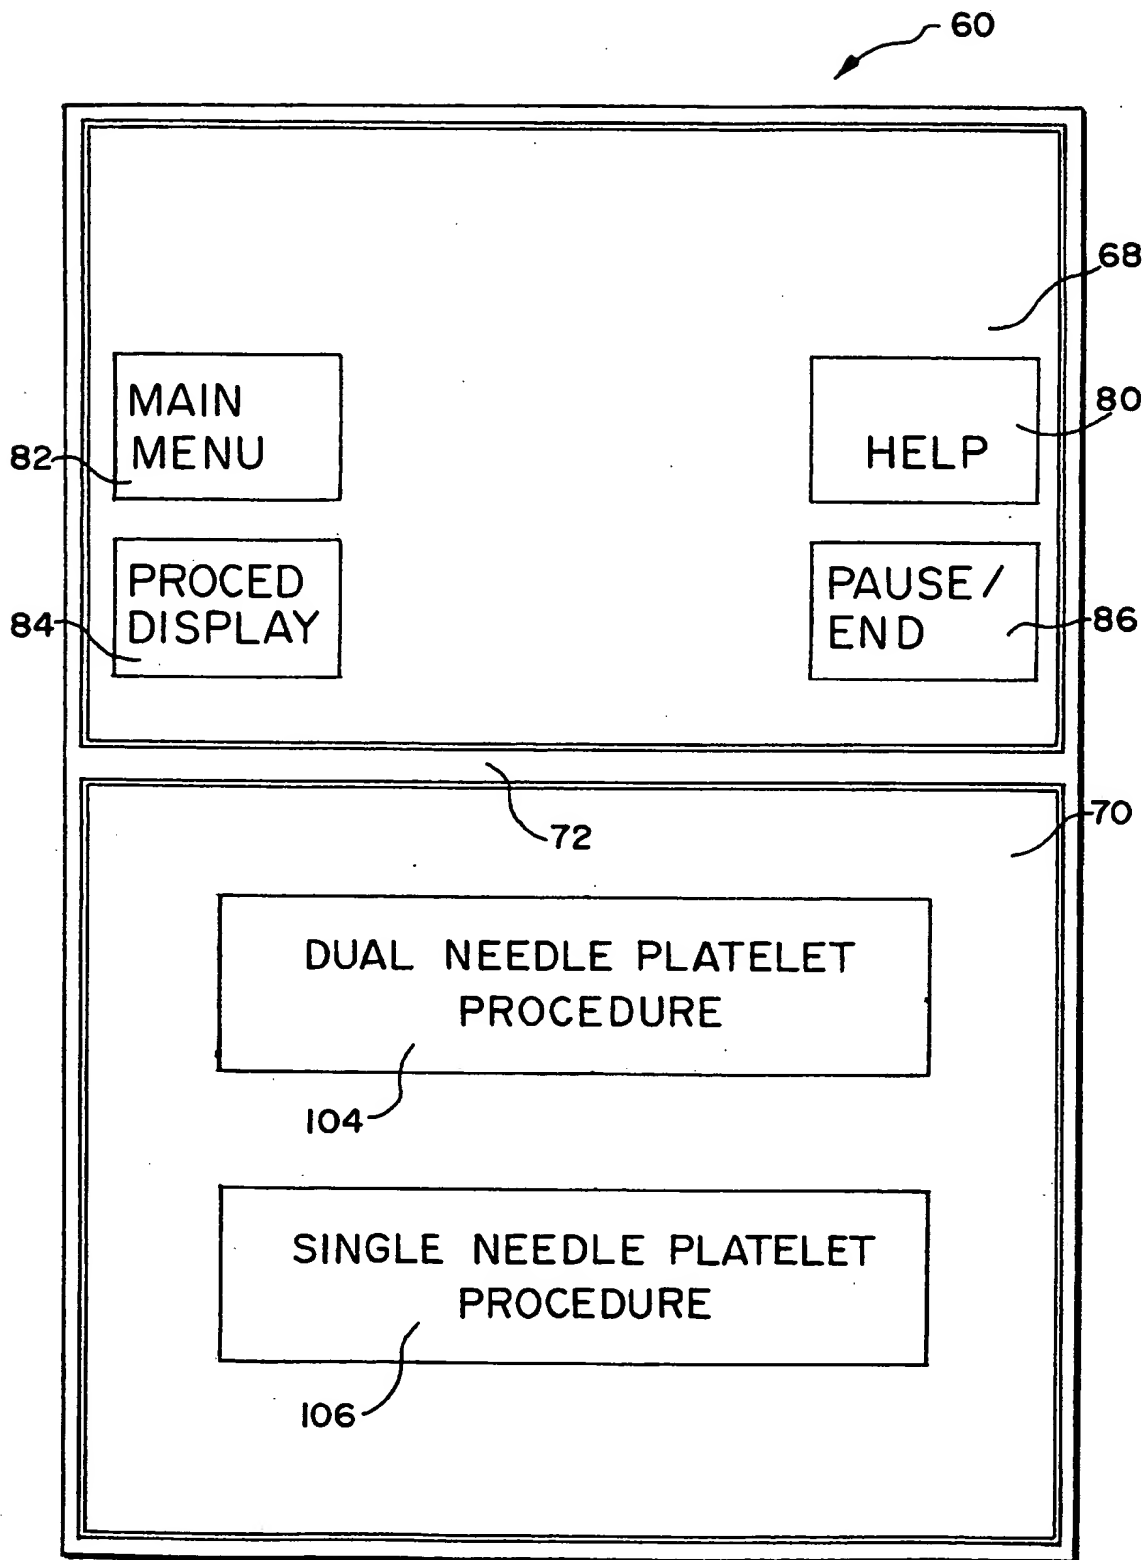 60
68
MAIN
MENU
82
HELP
80
PROCED
DISPLAY
84
PAUSE/
END
86
72
70
DUAL NEEDLE PLATELET
PROCEDURE
104
SINGLE NEEDLE PLATELET
PROCEDURE
106